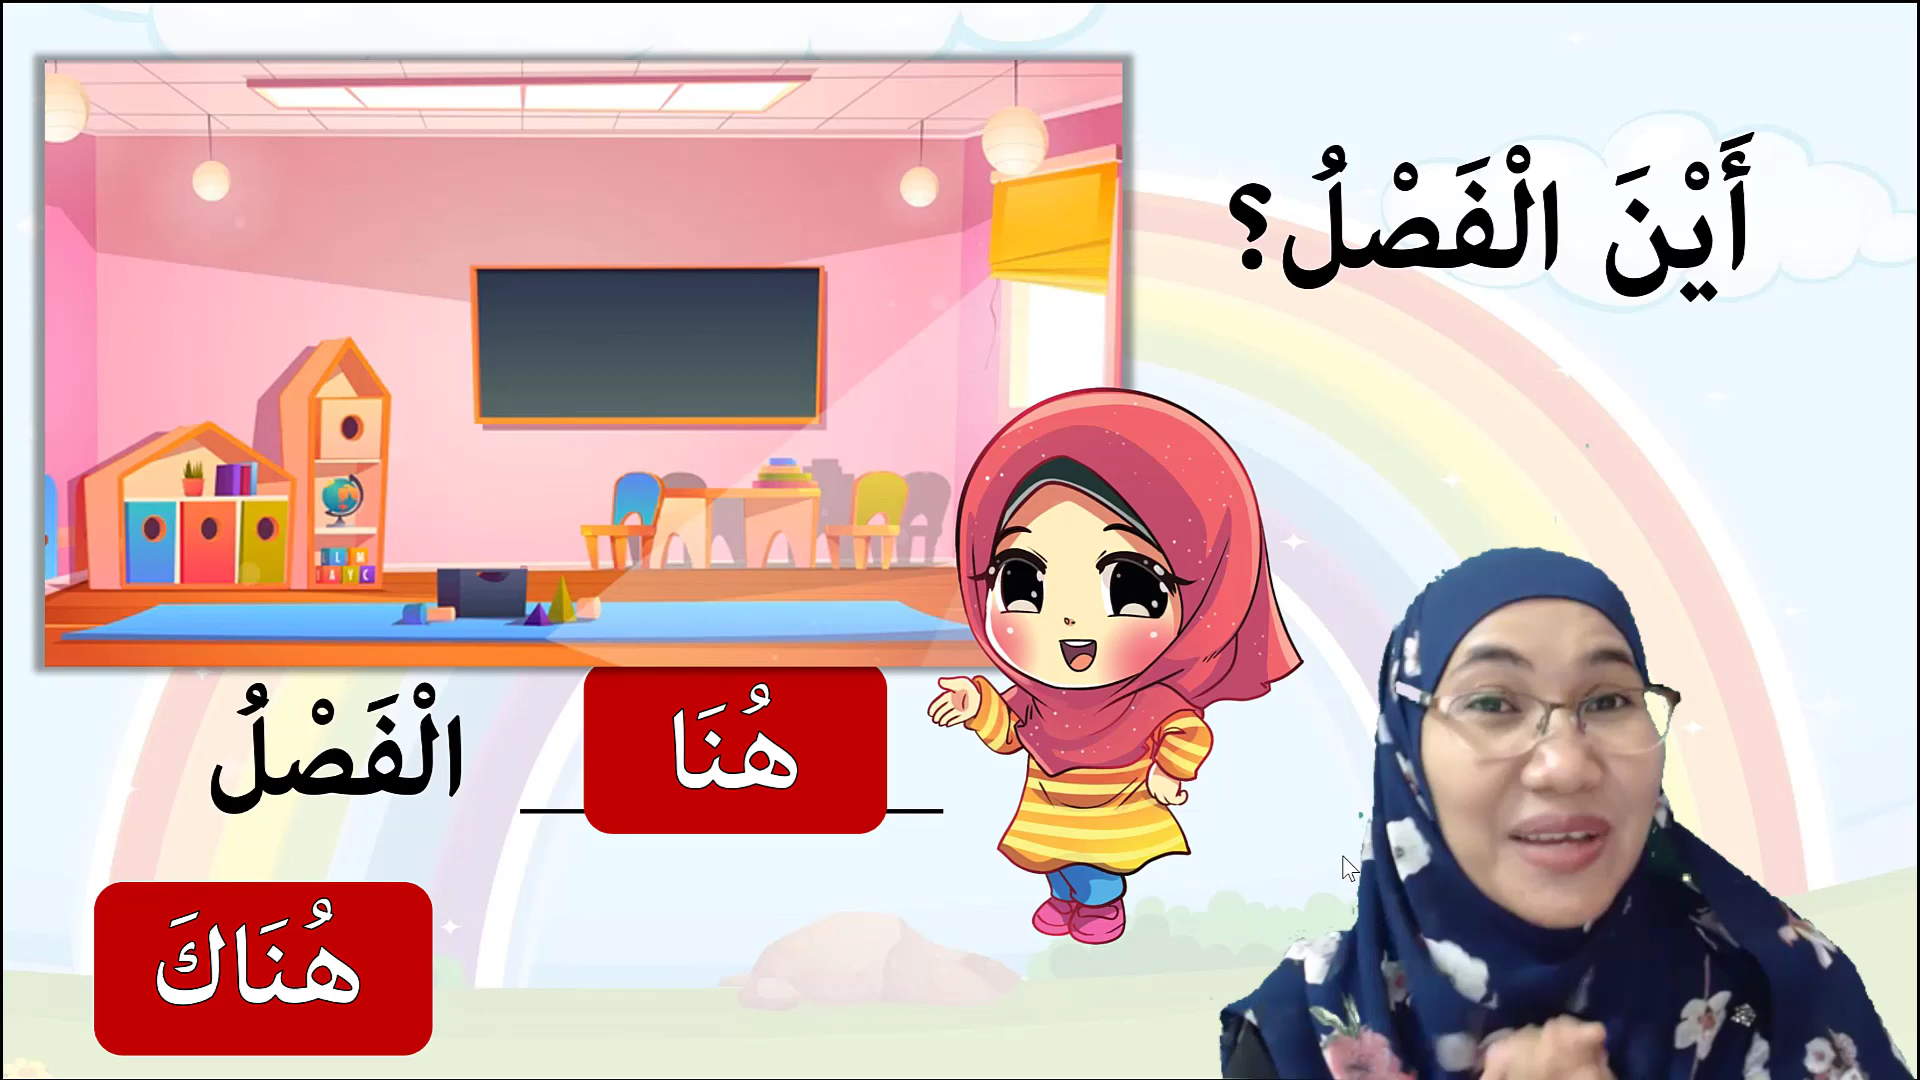 أَيْنَ الْفَصْلُ؟
هُنَا الْفَصْلُ
هُنَاكَ